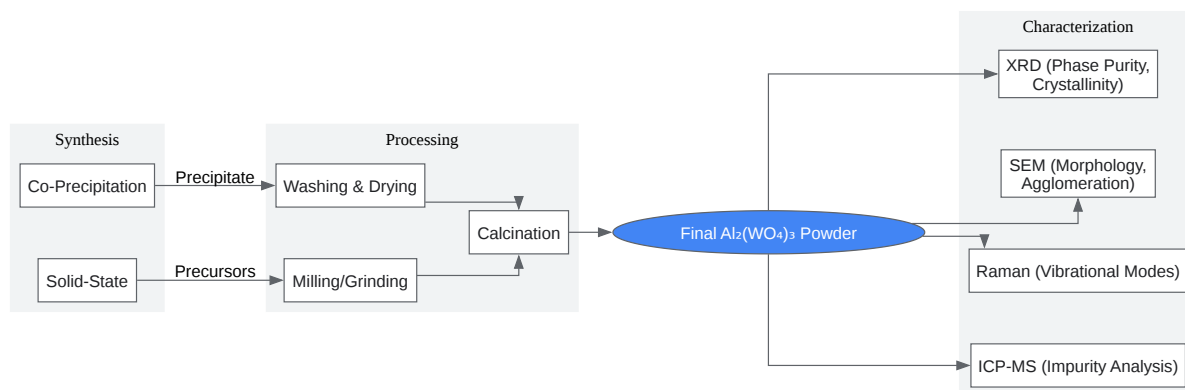 Synthesis
Co-Precipitation
Solid-State
Precipitate
Precursors
Processing
Washing & Drying
Milling/Grinding
Calcination
Final Al₂(WO₄)₃ Powder
Characterization
XRD (Phase Purity,
Crystallinity)
SEM (Morphology,
Agglomeration)
Raman (Vibrational Modes)
ICP-MS (Impurity Analysis)